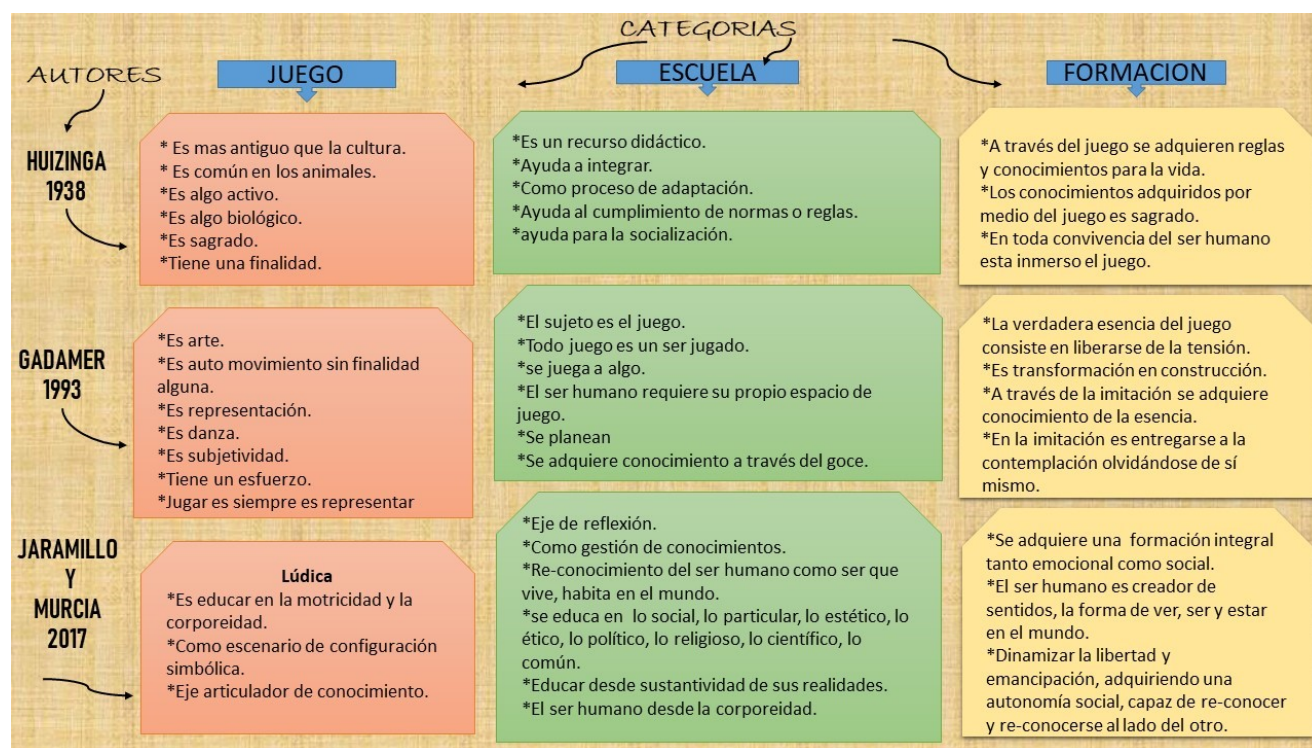 CATEGORIAS
AUTORES
JUEGO
ESCUELA
FORMACION
HUIZINGA
1938
* Es mas antiguo que la cultura.
* Es común en los animales.
*Es algo activo.
*Es algo biológico.
*Es sagrado.
*Tiene una finalidad.
*Es un recurso didáctico.
*Ayuda a integrar.
*Como proceso de adaptación.
*Ayuda al cumplimiento de normas o reglas.
*ayuda para la socialización.
*A través del juego se adquieren reglas
y conocimientos para la vida.
*Los conocimientos adquiridos por
medio del juego es sagrado.
*En toda convivencia del ser humano
esta inmerso el juego.
GADAMER
1993
*Es arte.
*Es auto movimiento sin finalidad
alguna.
*Es representación.
*Es danza.
*Es subjetividad.
*Tiene un esfuerzo.
*Jugar es siempre es representar
*El sujeto es el juego.
*Todo juego es un ser jugado.
*se juega a algo.
*El ser humano requiere su propio espacio de
juego.
*Se planean
*Se adquiere conocimiento a través del goce.
*La verdadera esencia del juego
consiste en liberarse de la tensión.
*Es transformación en construcción.
*A través de la imitación se adquiere
conocimiento de la esencia.
*En la imitación es entregarse a la
contemplación olvidándose de sí
mismo.
JARAMILLO
Y
MURCIA
2017
Lúdica
*Es educar en la motricidad y la
corporeidad.
*Como escenario de configuración
simbólica.
*Eje articulador de conocimiento.
*Eje de reflexión.
*Como gestión de conocimientos.
*Re-conocimiento del ser humano como ser que
vive, habita en el mundo.
*se educa en lo social, lo particular, lo estético, lo
ético, lo político, lo religioso, lo científico, lo
común.
*Educar desde sustantividad de sus realidades.
*El ser humano desde la corporeidad.
*Se adquiere una formación integral
tanto emocional como social.
*El ser humano es creador de
sentidos, la forma de ver, ser y estar
en el mundo.
*Dinamizar la libertad y
emancipación, adquiriendo una
autonomía social, capaz de re-conocer
y re-conocerse al lado del otro.